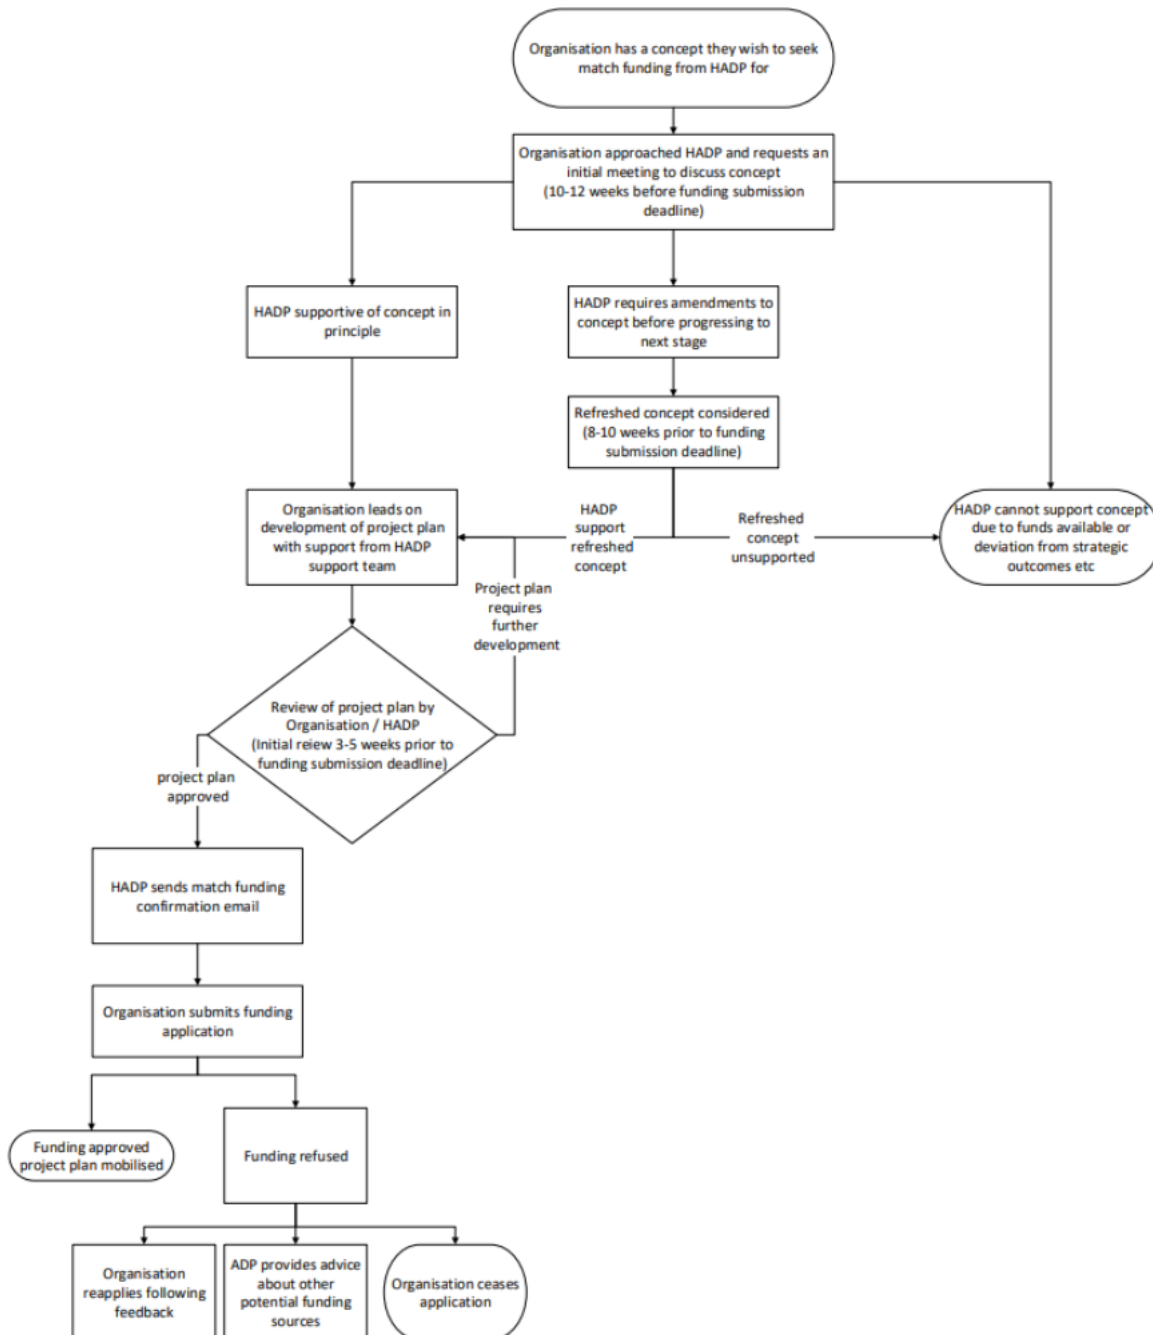 Organisation has a concept they wish to seek
match funding from HADP for
Organisation approached HADP and requests an
initial meeting to discuss concept
(10-12 weeks before funding submission
deadline)
HADP supportive of concept in
principle
HADP requires amendments to
concept before progressing to
next stage
Refreshed concept considered
(8-10 weeks prior to funding
submission deadline)
Organisation leads on
development of project plan
with support from HADP
support team
HADP
support
refreshed
concept
Refreshed
concept
unsupported
HADP cannot support concept
due to funds available or
deviation from strategic
outcomes etc
Project plan
requires
further
development
Review of project plan by
Organisation / HADP
(Initial reiew 3-5 weeks prior to
funding submission deadline)
project plan
approved
HADP sends match funding
confirmation email
Organisation submits funding
application
Funding approved
project plan mobilised
Funding refused
Organisation
reapplies following
feedback
ADP provides advice
about other
potential funding
sources
Organisation ceases
application